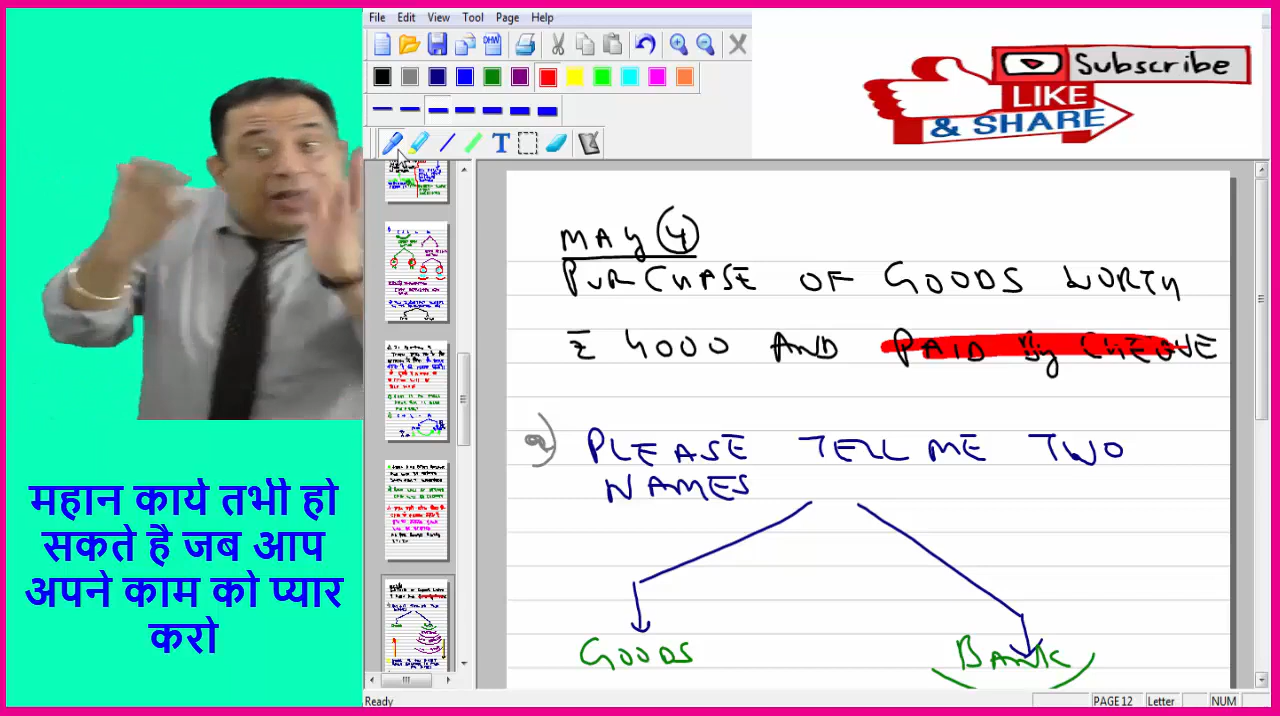 File Edit View Tool Page Help
DHW
T
Subscribe
LIKE
& SHARE
MAY (4)
PURCHASE OF GOODS WORTH
₹ 4000 AND PAID By CHEQUE
Q) PLEASE TELL ME TWO
NAMES
GOODS
BANK
महान कार्य तभी हो
सकते है जब आप
अपने काम को प्यार
करो
Ready
PAGE 12 Letter NUM